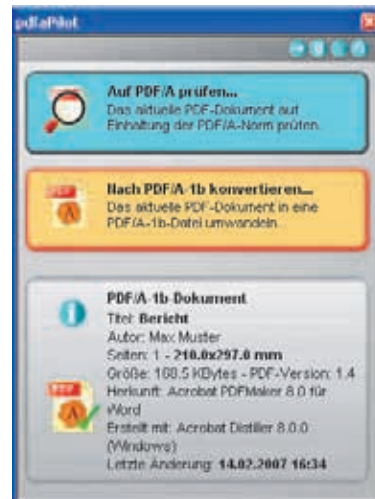 pdfaPilot
Auf PDF/A prüfen...
Das aktuelle PDF-Dokument auf
Einhaltung der PDF/A-Norm prüfen.
PDF
Nach PDF/A-1b konvertieren...
Das aktuelle PDF-Dokument in eine
PDF/A-1b-Datei umwandeln.
PDF/A-1b-Dokument
Titel: Bericht
Autor: Max Muster
Seiten: 1 - 210.0x297.0 mm
Größe: 168.5 KBytes - PDF-Version: 1.4
Herkunft: Acrobat PDFMaker 8.0 für
Word
Erstellt mit: Acrobat Distiller 8.0.0
(Windows)
Letzte Änderung: 14.02.2007 16:34
PDF